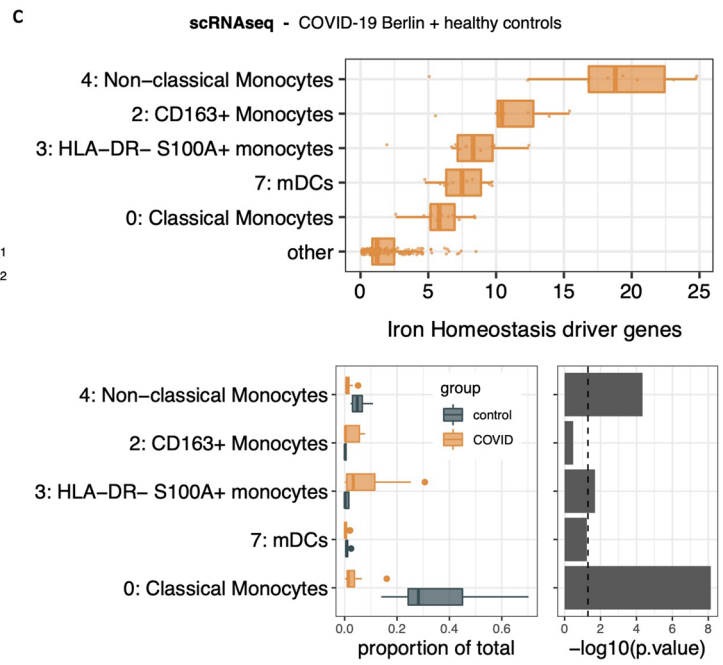 C
scRNAseq - COVID-19 Berlin + healthy controls
4: Non−classical Monocytes
2: CD163+ Monocytes
3: HLA−DR− S100A+ monocytes
7: mDCs
0: Classical Monocytes
other
1
2
0 5 10 15 20 25
Iron Homeostasis driver genes
4: Non−classical Monocytes
2: CD163+ Monocytes
3: HLA−DR− S100A+ monocytes
7: mDCs
0: Classical Monocytes
group
control
COVID
0.0 0.2 0.4 0.6
proportion of total
0 2 4 6 8
−log10(p.value)